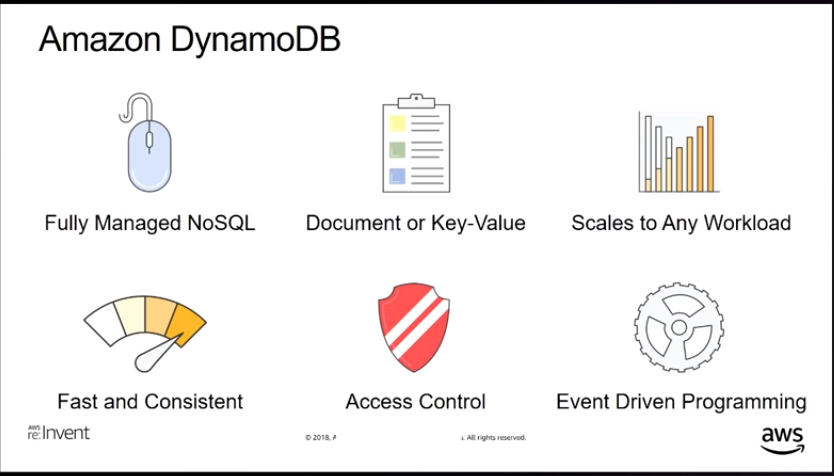 Amazon DynamoDB
Fully Managed NoSQL
Document or Key-Value
Scales to Any Workload
Fast and Consistent
Access Control
Event Driven Programming
AWS
re:Invent
© 2018, All rights reserved.
aws